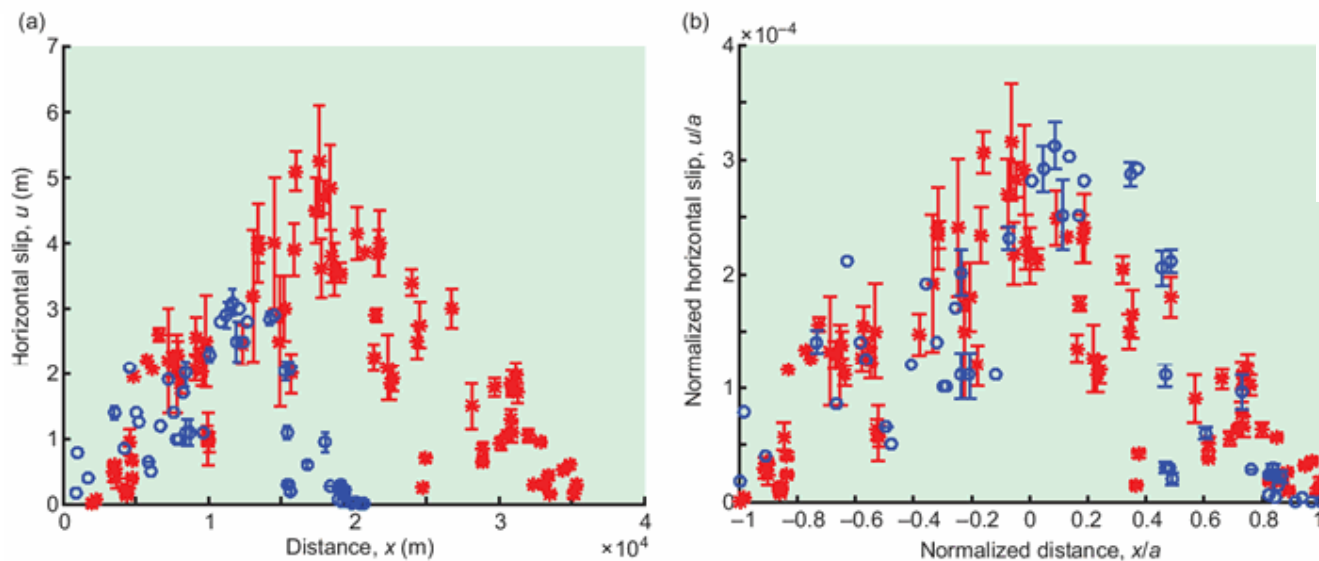 (a)
7
6
5
4
3
2
1
0
Horizontal slip, u (m)
0 1 2 3 4
Distance, x (m)
×10⁴
(b)
×10⁻⁴
4
3
2
1
0
Normalized horizontal slip, u/a
–1 –0.8 –0.6 –0.4 –0.2 0 0.2 0.4 0.6 0.8 1
Normalized distance, x/a